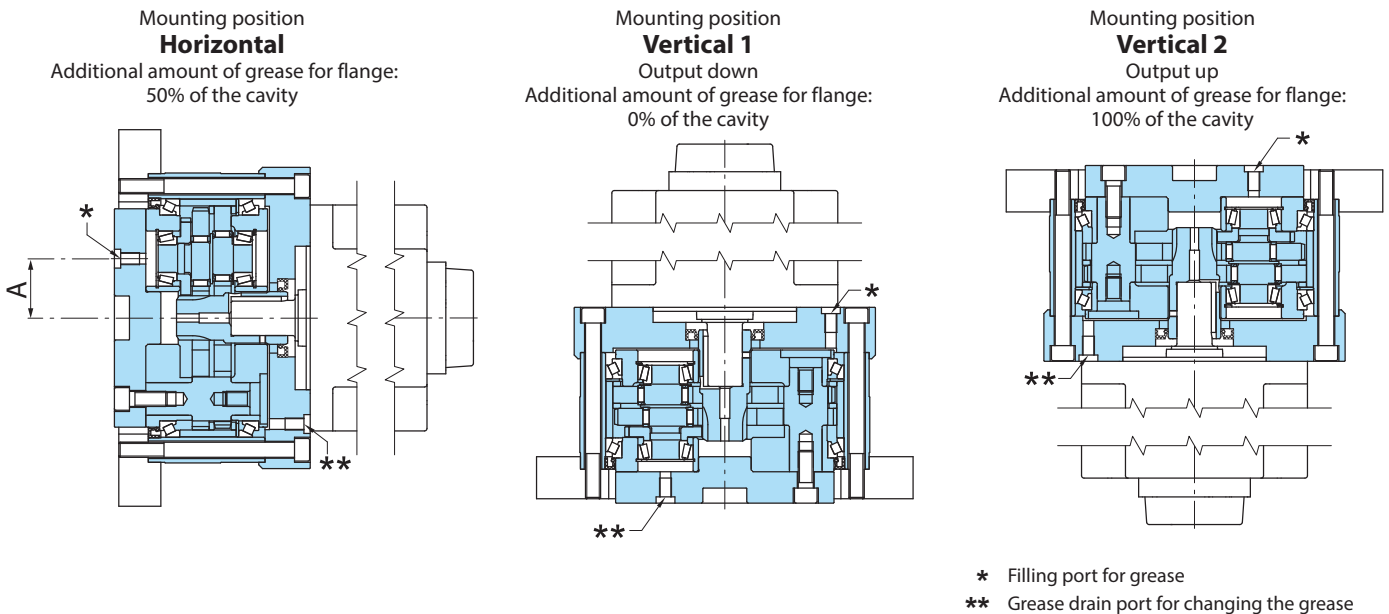 Mounting position
Horizontal
Additional amount of grease for flange:
50% of the cavity
*
A
**
Mounting position
Vertical 1
Output down
Additional amount of grease for flange:
0% of the cavity
*
**
Mounting position
Vertical 2
Output up
Additional amount of grease for flange:
100% of the cavity
*
**
* Filling port for grease
** Grease drain port for changing the grease